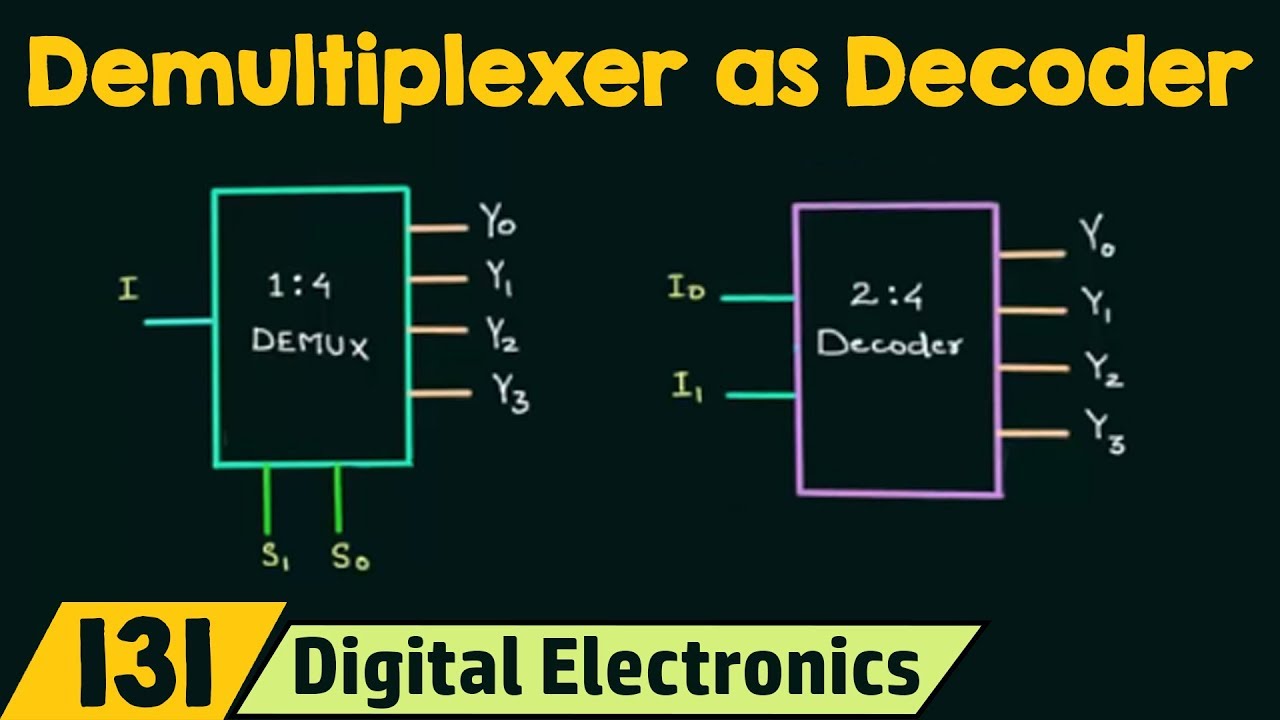 Demultiplexer as Decoder
I
1:4
DEMUX
Y0
Y1
Y2
Y3
S1 S0
I0
I1
2:4
Decoder
Y0
Y1
Y2
Y3
131 Digital Electronics